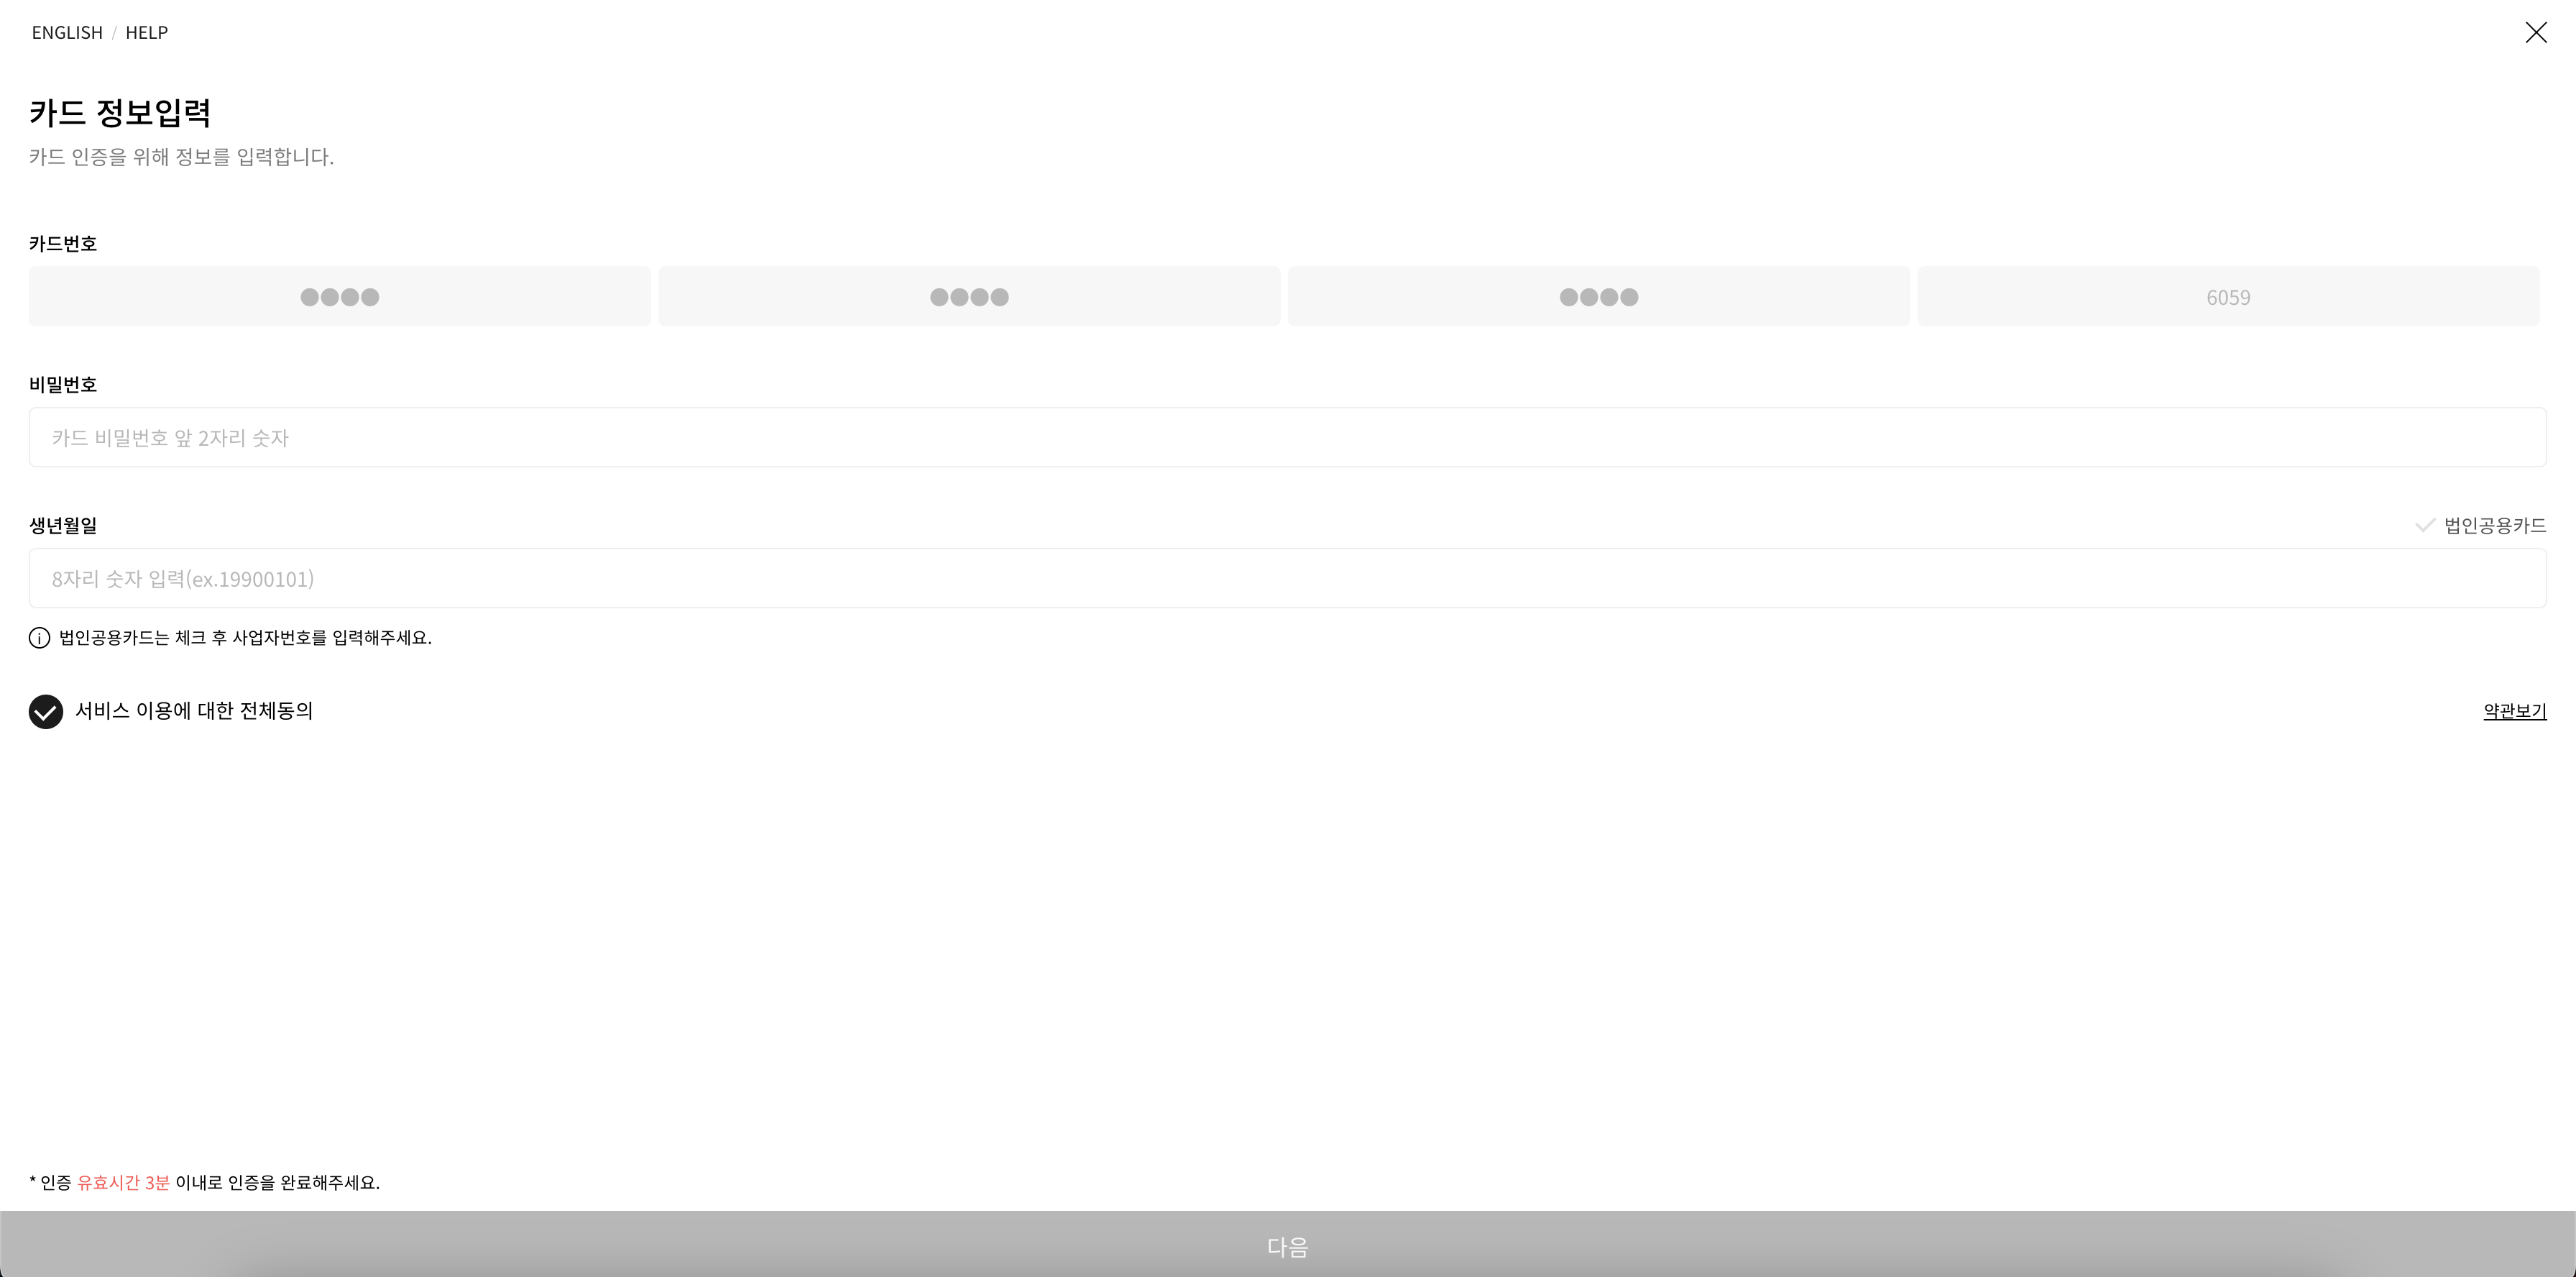 ENGLISH / HELP
카드 정보입력
카드 인증을 위해 정보를 입력합니다.
카드번호
●●●● ●●●● ●●●● 6059
비밀번호
카드 비밀번호 앞 2자리 숫자
생년월일 법인공용카드
8자리 숫자 입력(ex.19900101)
법인공용카드는 체크 후 사업자번호를 입력해주세요.
서비스 이용에 대한 전체동의 약관보기
* 인증 유효시간 3분 이내로 인증을 완료해주세요.
다음